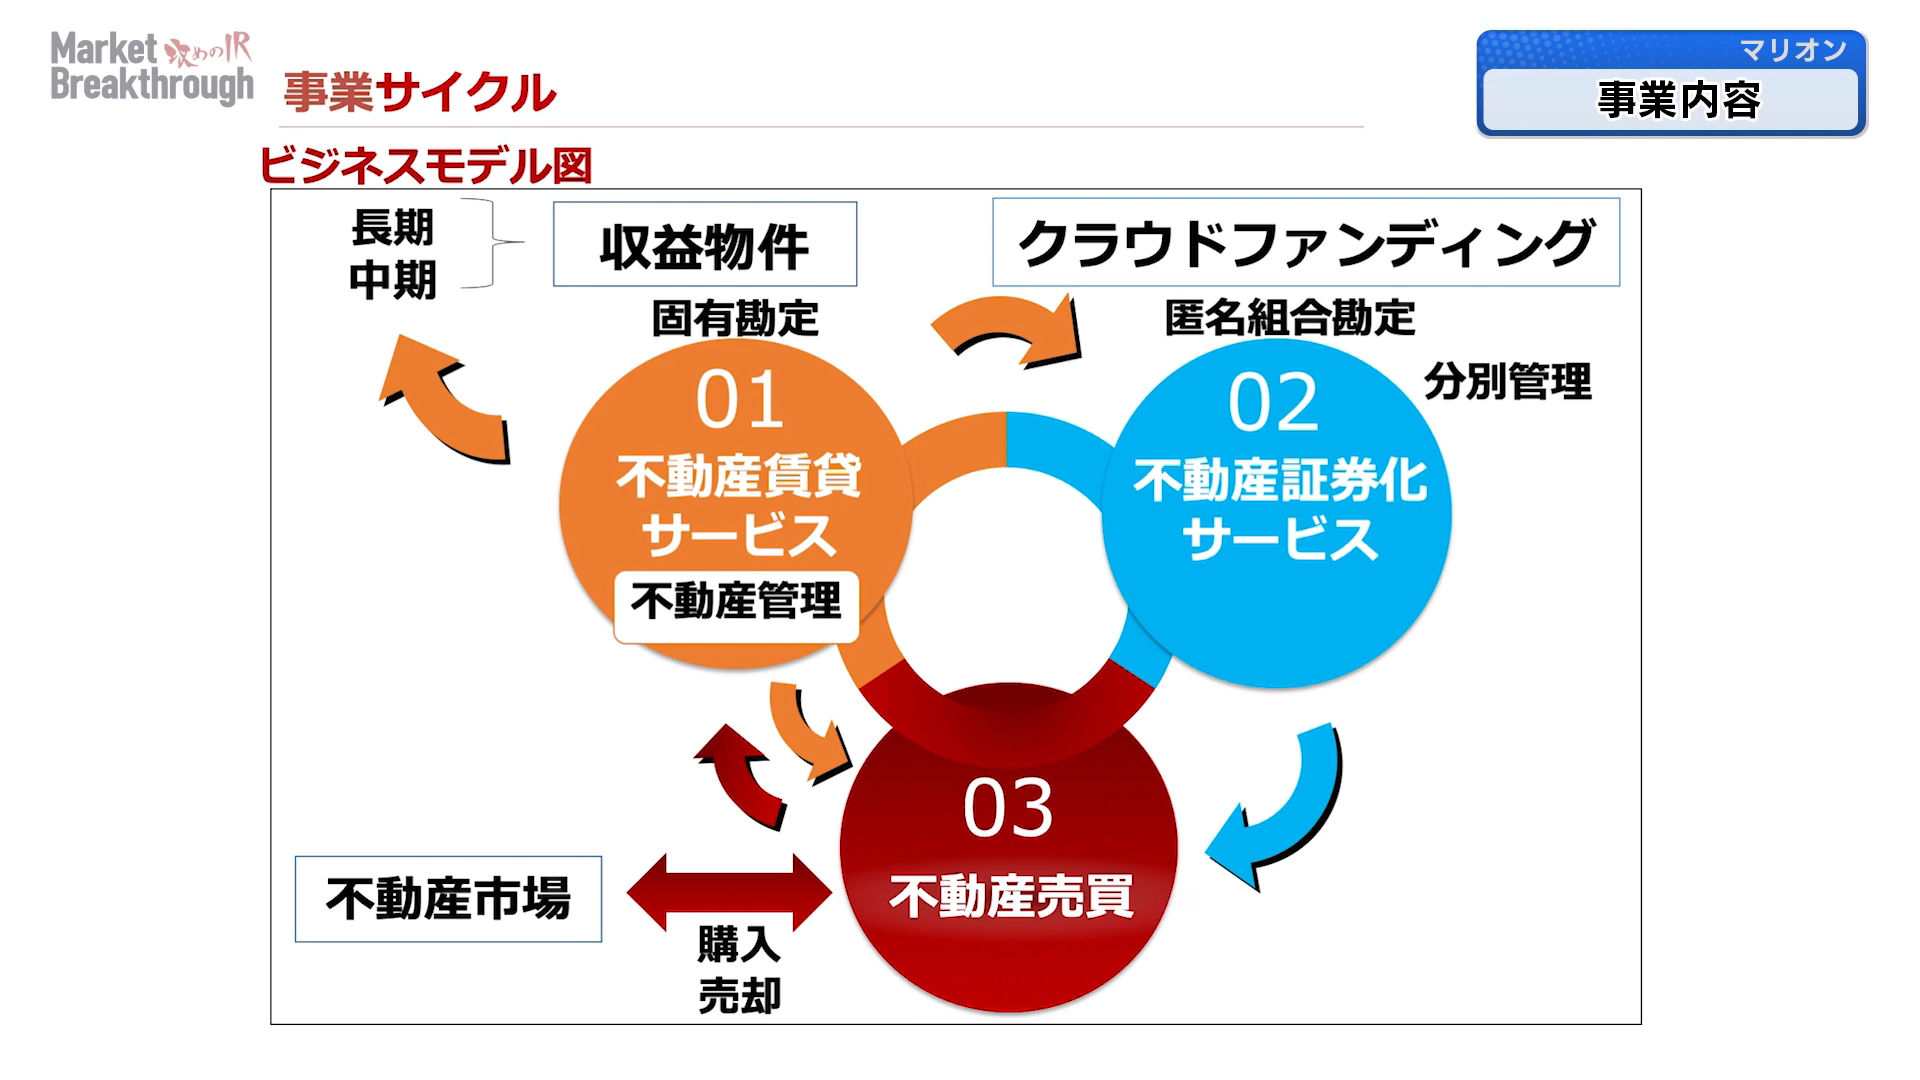 Market 攻めのIR
Breakthrough
事業サイクル
マリオン
事業内容
ビジネスモデル図
長期
中期
収益物件
クラウドファンディング
固有勘定
匿名組合勘定
分別管理
01
不動産賃貸
サービス
不動産管理
02
不動産証券化
サービス
03
不動産売買
不動産市場
購入
売却